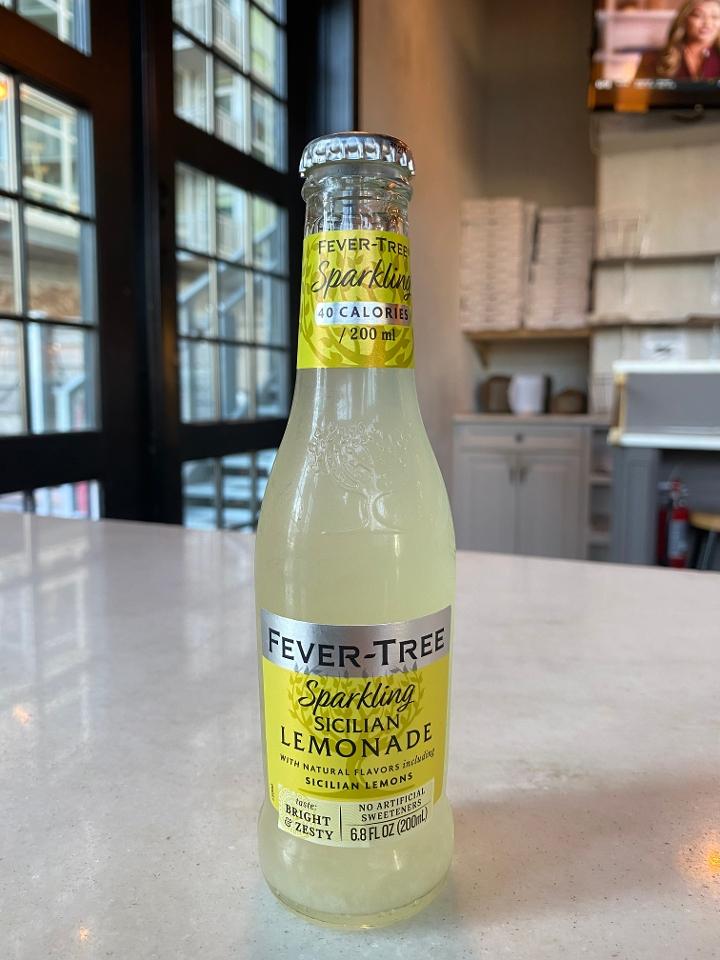 FEVER-TREE
Sparkling
40 CALORIES
/ 200 ml
FEVER-TREE
Sparkling
SICILIAN
LEMONADE
WITH NATURAL FLAVORS including
SICILIAN LEMONS
taste:
BRIGHT
& ZESTY
NO ARTIFICIAL
SWEETENERS
6.8 FL OZ (200mL)